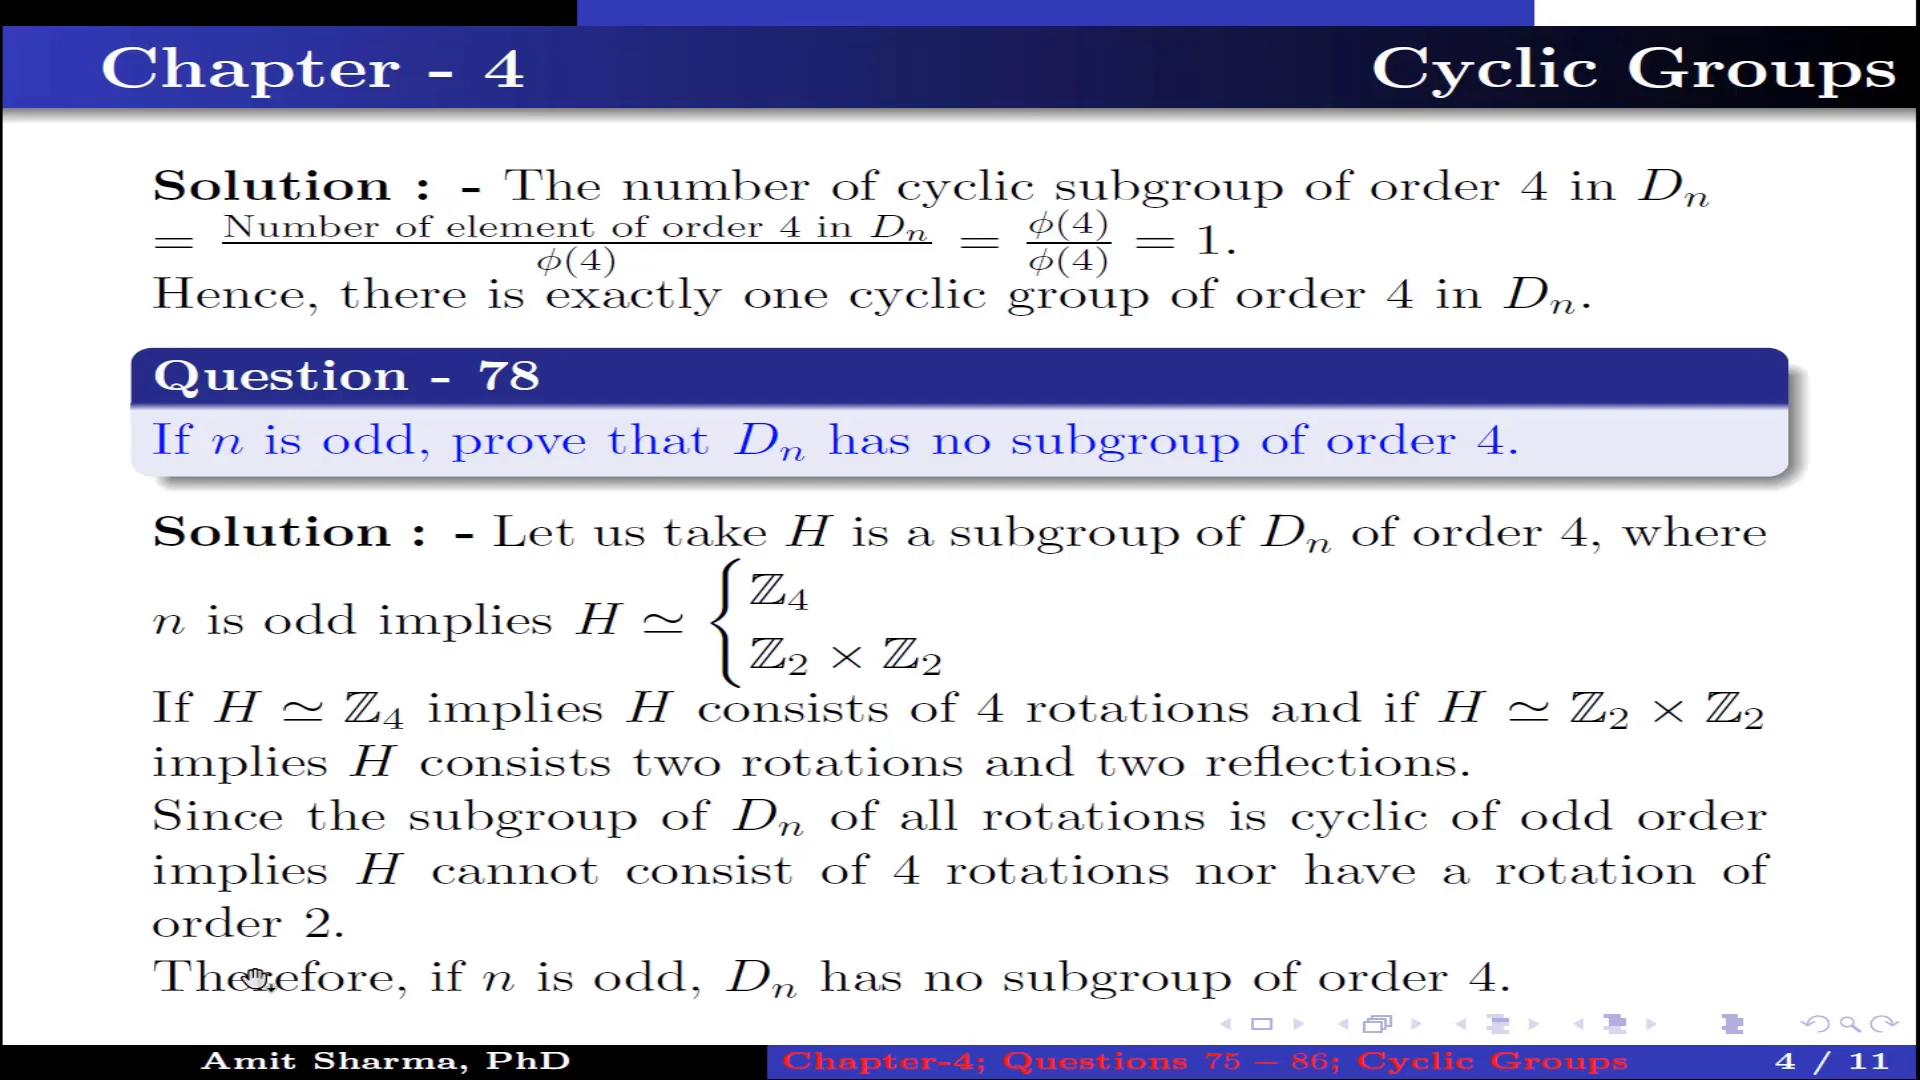 Chapter - 4 Cyclic Groups
Solution : - The number of cyclic subgroup of order 4 in Dₙ
= Number of element of order 4 in Dₙ / ϕ(4) = ϕ(4) / ϕ(4) = 1.
Hence, there is exactly one cyclic group of order 4 in Dₙ.
Question - 78
If n is odd, prove that Dₙ has no subgroup of order 4.
Solution : - Let us take H is a subgroup of Dₙ of order 4, where
n is odd implies H ≃ { ℤ₄
ℤ₂ × ℤ₂
If H ≃ ℤ₄ implies H consists of 4 rotations and if H ≃ ℤ₂ × ℤ₂
implies H consists two rotations and two reflections.
Since the subgroup of Dₙ of all rotations is cyclic of odd order
implies H cannot consist of 4 rotations nor have a rotation of
order 2.
Therefore, if n is odd, Dₙ has no subgroup of order 4.
Amit Sharma, PhD Chapter-4; Questions 75 − 86; Cyclic Groups 4 / 11